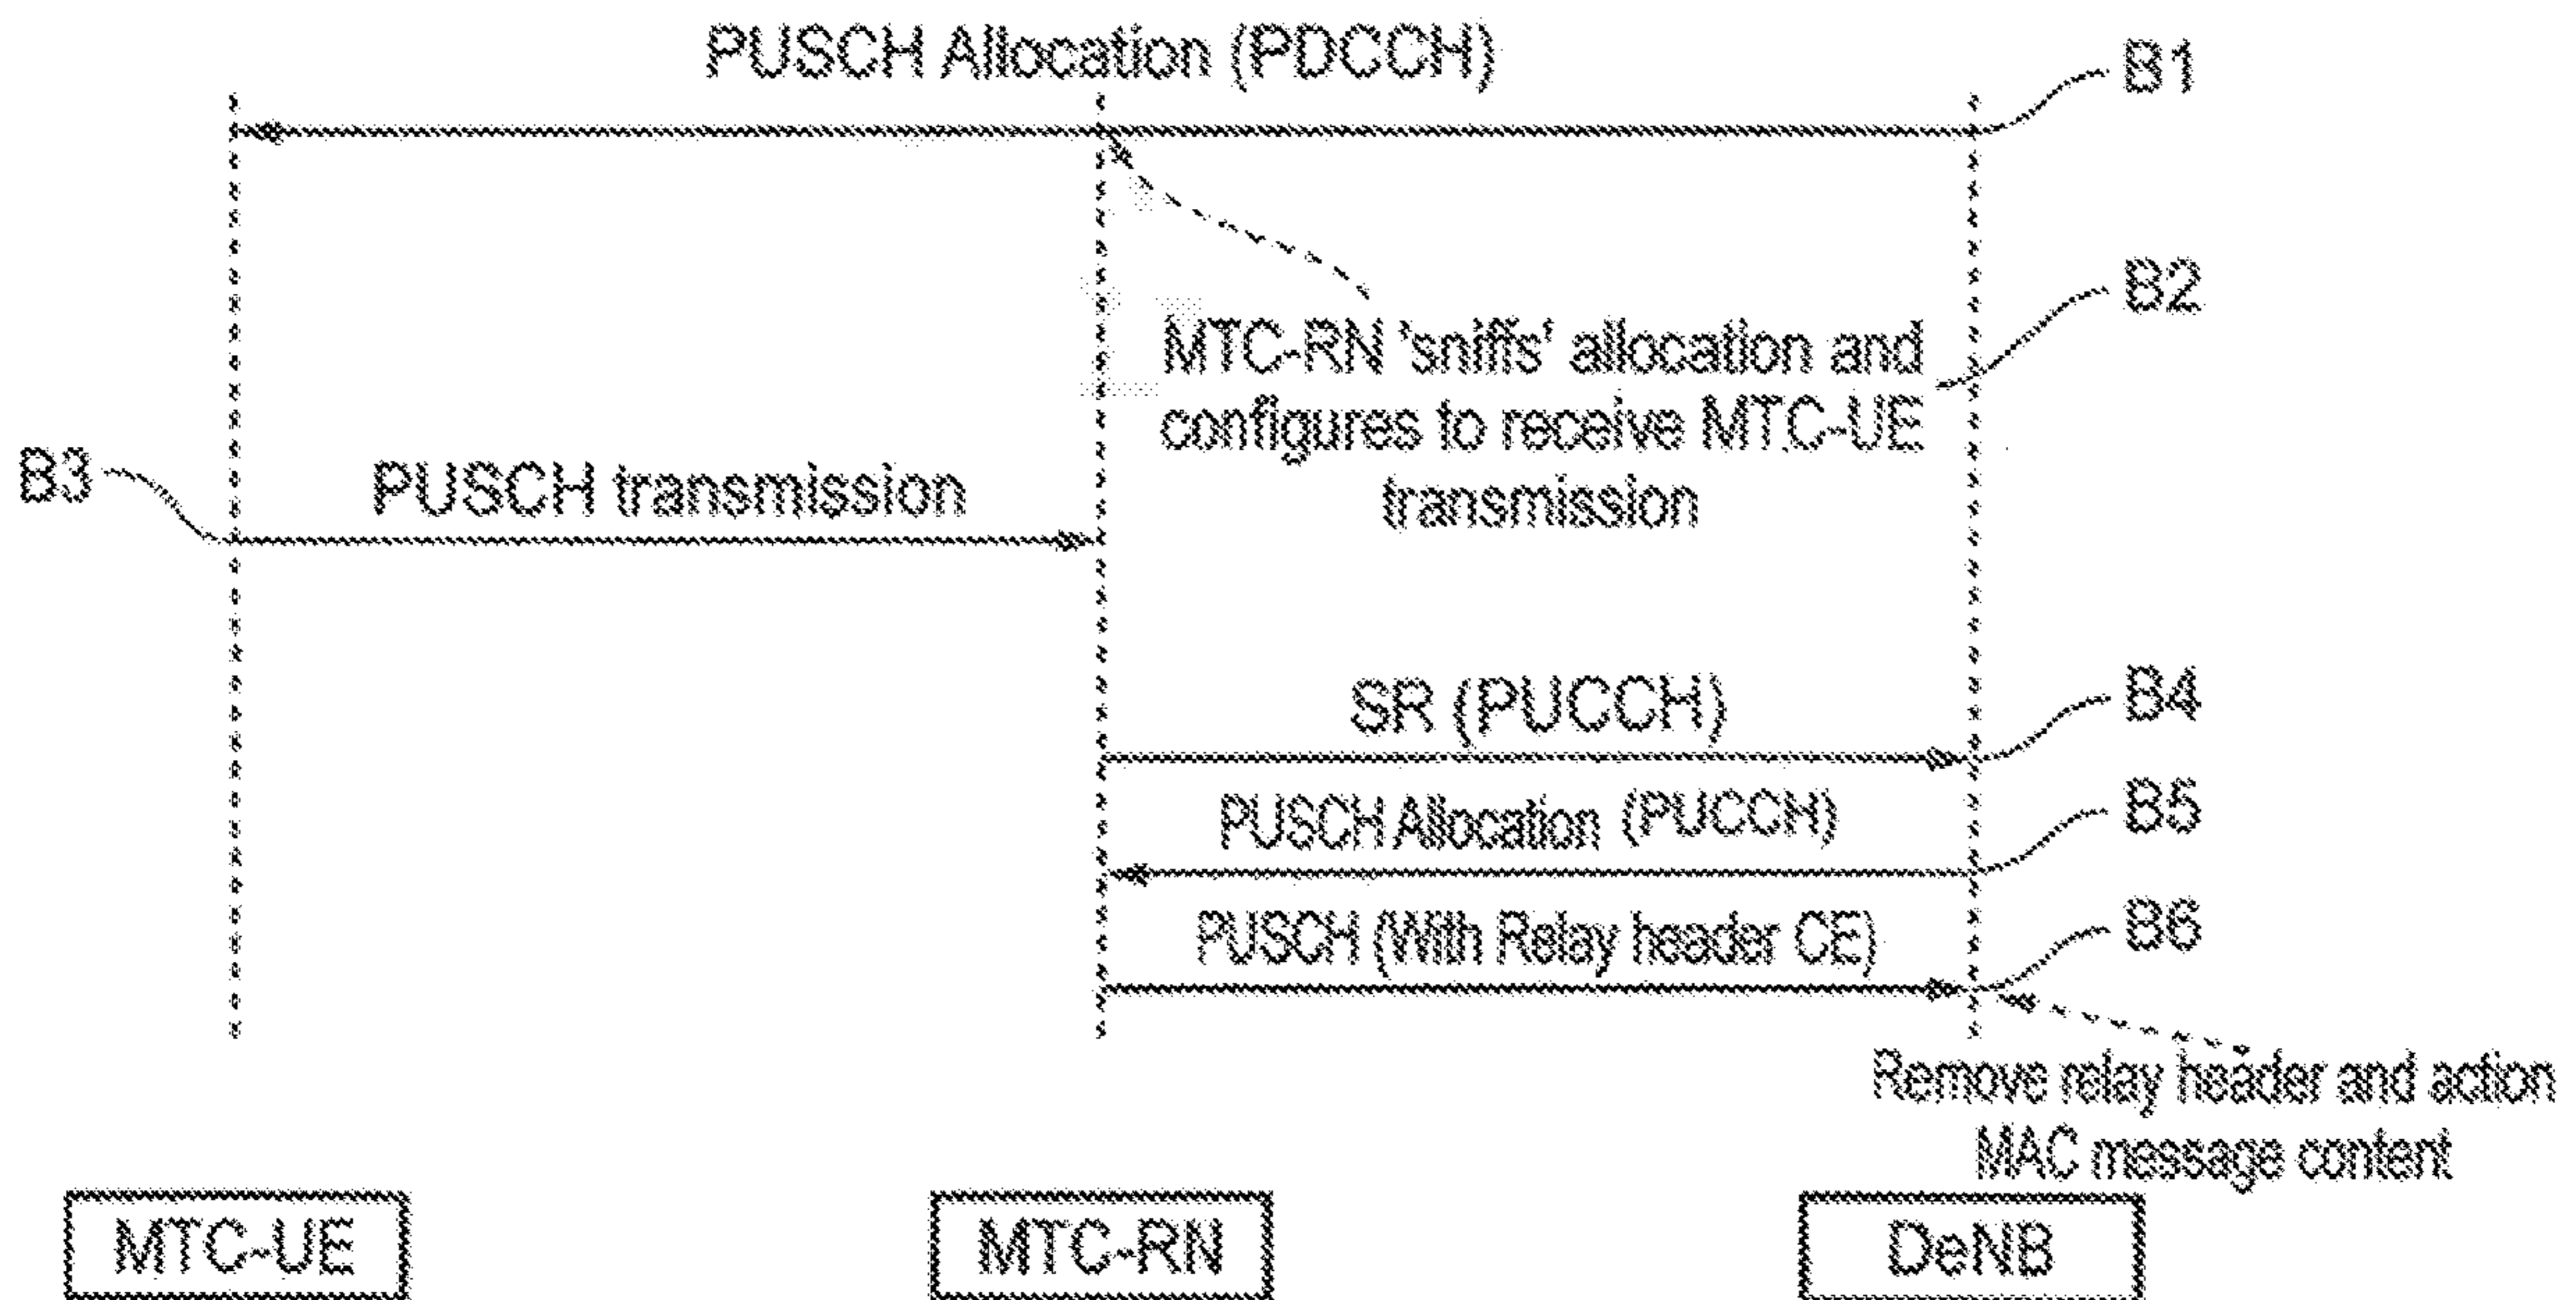 PUSCH Allocation (PDCCH)
B1
B2
MTC-RN 'sniffs' allocation and
configures to receive MTC-UE
transmission
B3
PUSCH transmission
SR (PUCCH)
B4
PUSCH Allocation (PUCCH)
B5
PUSCH (With Relay header CE)
B6
Remove relay header and action
MAC message content
MTC-UE
MTC-RN
DeNB